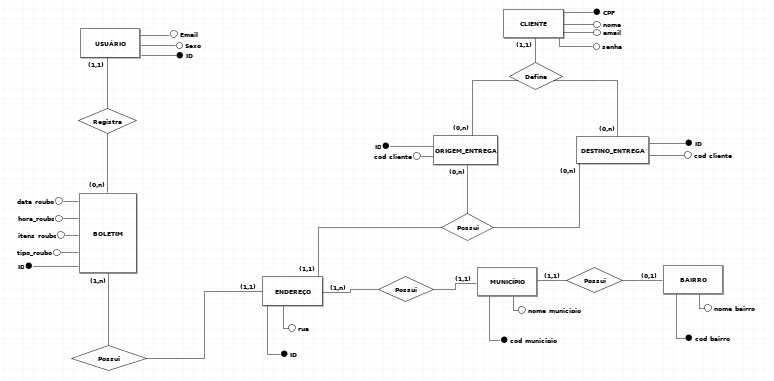 CPF
CLIENTE
nome
email
senha
(1,1)
Email
USUÁRIO
Sexo
ID
(1,1)
Define
Registra
(0,n)
(0,n)
ID
ORIGEM_ENTREGA
cod cliente
DESTINO_ENTREGA
ID
cod cliente
(0,n)
(0,n)
(0,n)
data roubo
hora_roubo
BOLETIM
itens roubo
tipo_roubo
ID
(1,n)
Possui
(1,1)
(1,1)
ENDEREÇO
(1,n)
Possui
(1,1)
MUNICÍPIO
(1,1)
Possui
(0,1)
BAIRRO
nome municipio
nome bairro
rua
cod municipio
cod bairro
ID
Possui